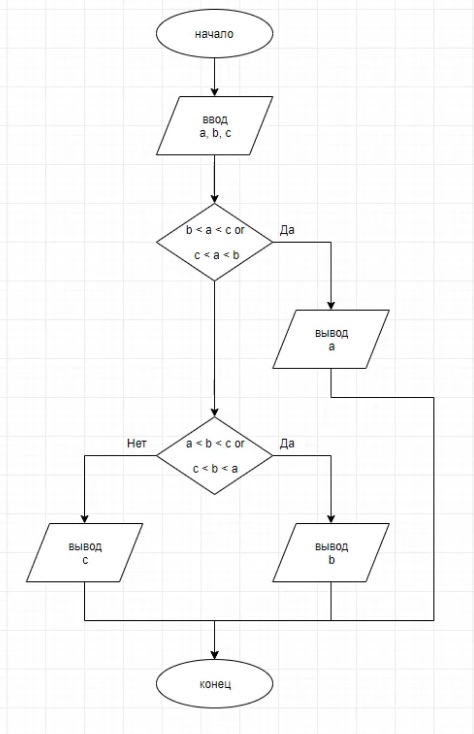 начало
ввод
a, b, c
b < a < c or
Да
c < a < b
вывод
a
Нет
a < b < c or
Да
c < b < a
вывод
c
вывод
b
конец